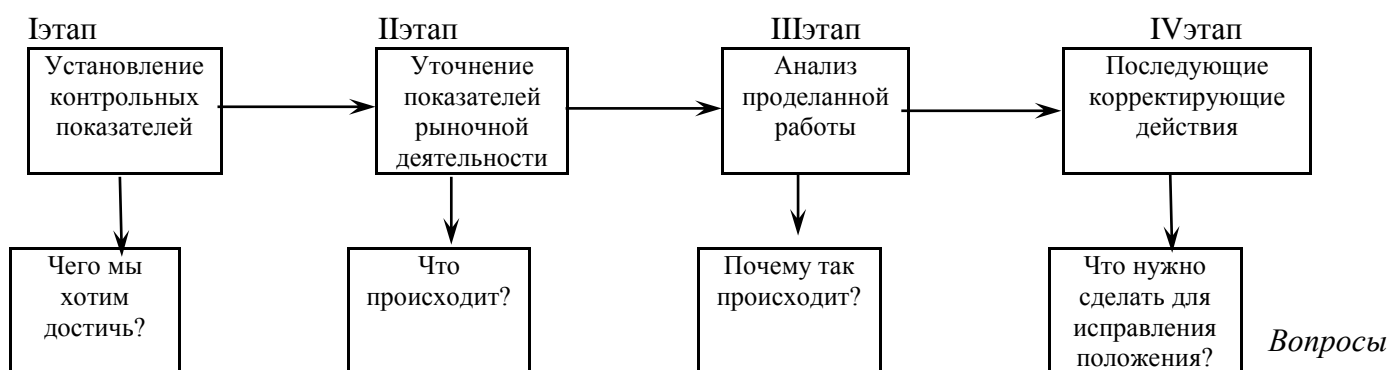 Iэтап
IIэтап
IIIэтап
IVэтап
Установление
контрольных
показателей
Уточнение
показателей
рыночной
деятельности
Анализ
проделанной
работы
Последующие
корректирующие
действия
Чего мы
хотим
достичь?
Что
происходит?
Почему так
происходит?
Что нужно
сделать для
исправления
положения?
Вопросы